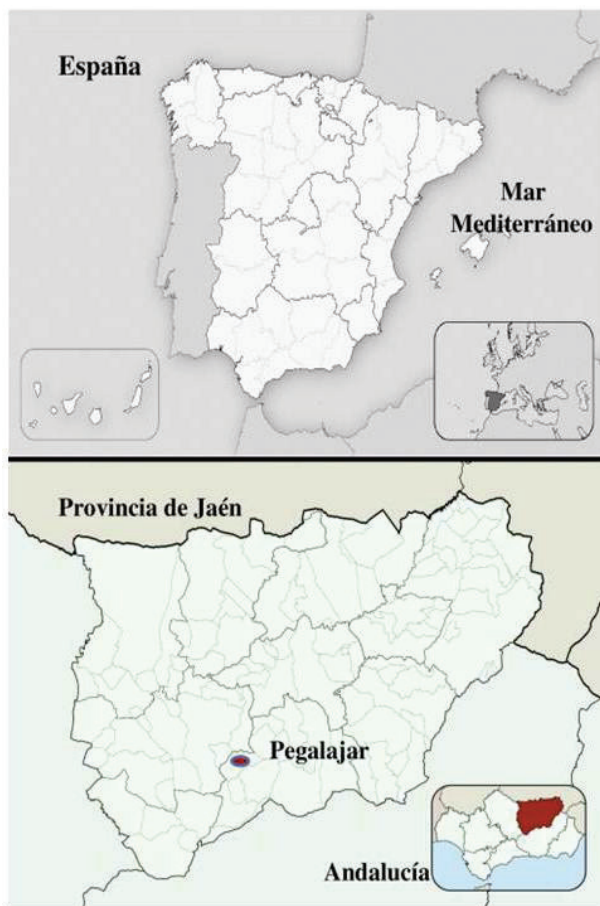 España
Mar
Mediterráneo
Provincia de Jaén
Pegalajar
Andalucía